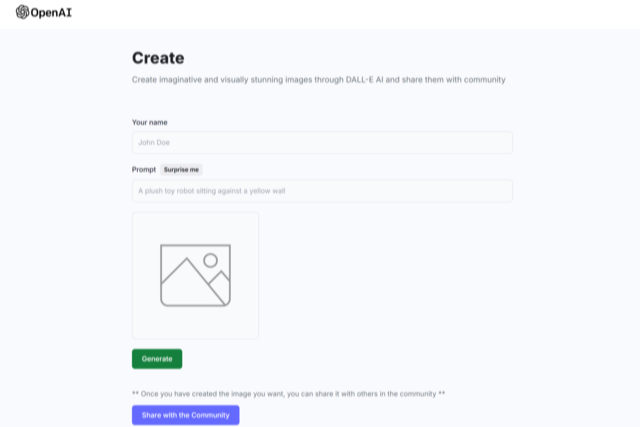 OpenAI
Create
Create imaginative and visually stunning images through DALL-E AI and share them with community
Your name
John Doe
Prompt Surprise me
A plush toy robot sitting against a yellow wall
Generate
** Once you have created the image you want, you can share it with others in the community **
Share with the Community